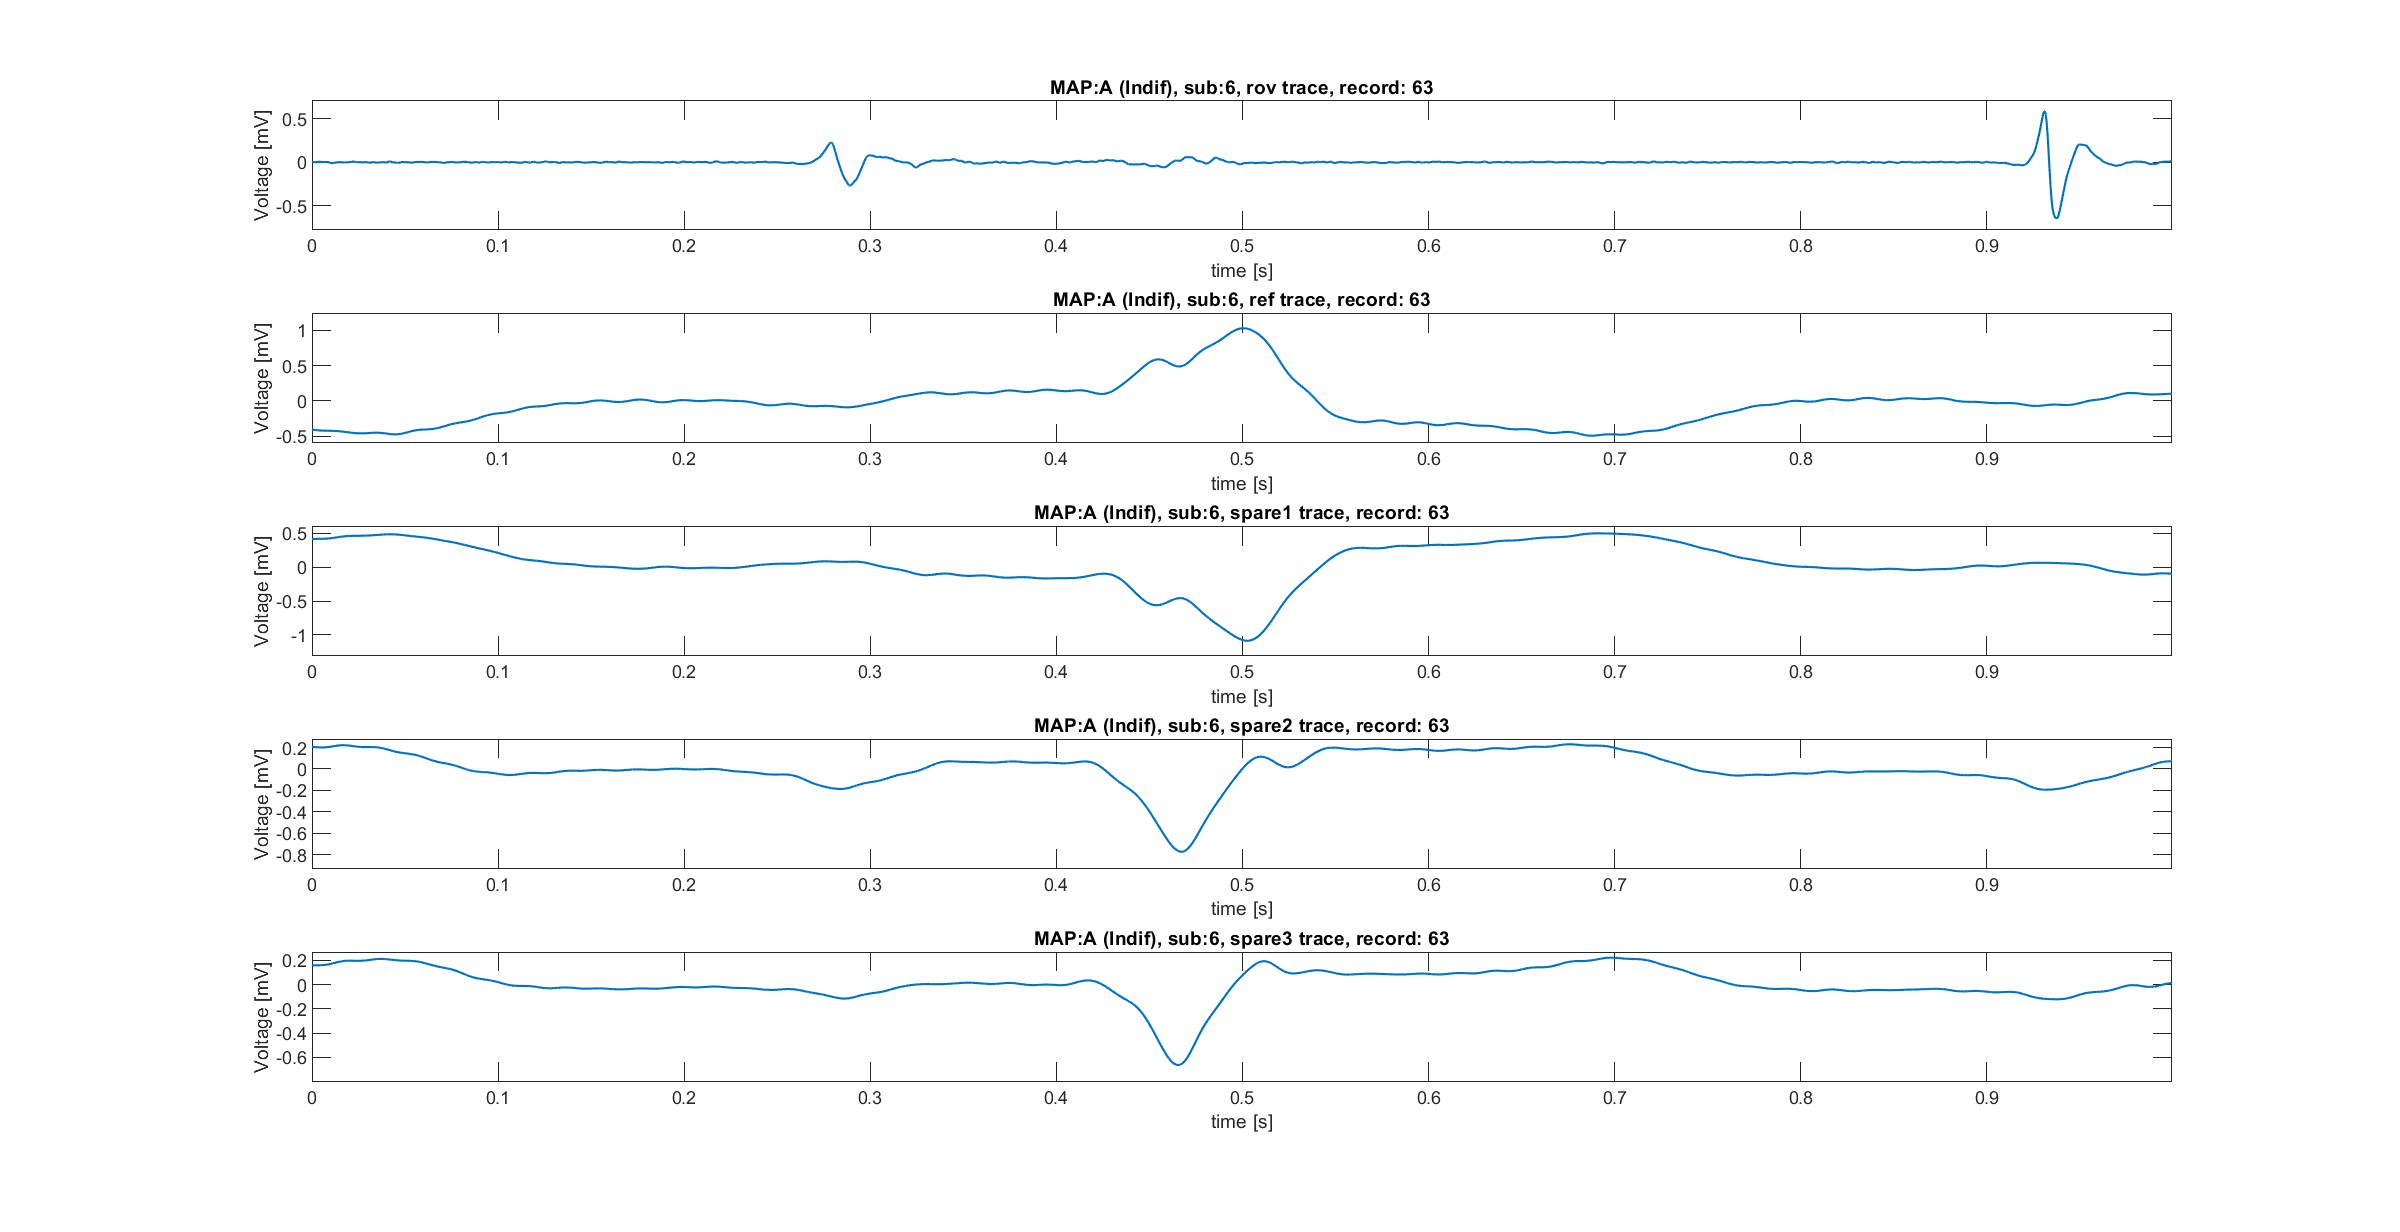 MAP:A (Indif), sub:6, rov trace, record: 63
Voltage [mV]
0.5
0
-0.5
0 0.1 0.2 0.3 0.4 0.5 0.6 0.7 0.8 0.9
time [s]
MAP:A (Indif), sub:6, ref trace, record: 63
Voltage [mV]
1
0.5
0
-0.5
0 0.1 0.2 0.3 0.4 0.5 0.6 0.7 0.8 0.9
time [s]
MAP:A (Indif), sub:6, spare1 trace, record: 63
Voltage [mV]
0.5
0
-0.5
-1
0 0.1 0.2 0.3 0.4 0.5 0.6 0.7 0.8 0.9
time [s]
MAP:A (Indif), sub:6, spare2 trace, record: 63
Voltage [mV]
0.2
0
-0.2
-0.4
-0.6
-0.8
0 0.1 0.2 0.3 0.4 0.5 0.6 0.7 0.8 0.9
time [s]
MAP:A (Indif), sub:6, spare3 trace, record: 63
Voltage [mV]
0.2
0
-0.2
-0.4
-0.6
0 0.1 0.2 0.3 0.4 0.5 0.6 0.7 0.8 0.9
time [s]